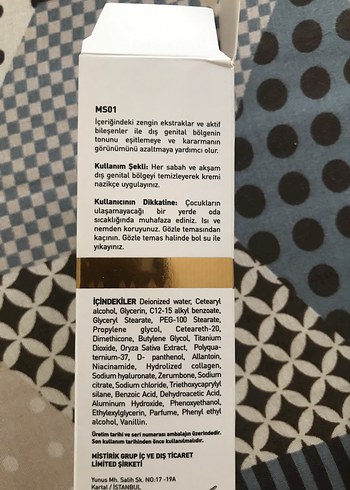 MS01
İçeriğindeki zengin ekstraklar ve aktif
bileşenler ile dış genital bölgenin
tonunu eşitlemeye ve kararmanın
görünümünü azaltmaya yardımcı olur.
Kullanım Şekli: Her sabah ve akşam
dış genital bölgeyi temizleyerek kremi
nazikçe uygulayınız.
Kullanıcının Dikkatine: Çocukların
ulaşamayacağı bir yerde oda
sıcaklığında muhafaza ediniz. Isı ve
nemden koruyunuz. Gözle temasından
kaçının. Gözle temas halinde bol su ile
yıkayınız.
İÇİNDEKİLER Deionized water, Cetearyl
alcohol, Glycerin, C12-15 alkyl benzoate,
Glyceryl Stearate, PEG-100 Stearate,
Propylene glycol, Ceteareth-20,
Dimethicone, Butylene Glycol, Titanium
Dioxide, Oryza Sativa Extract, Polyqua-
ternium-37, D- panthenol, Allantoin,
Niacinamide, Hydrolized collagen,
Sodium hyaluronate, Zerumbone, Sodium
citrate, Sodium chloride, Triethoxycaprylyl
silane, Benzoic Acid, Dehydroacetic Acid,
Aluminum Hydroxide, Phenoxyethanol,
Ethylexylglycerin, Parfume, Phenyl ethyl
alcohol, Vanillin.
Üretim tarihi ve seri numarası ambalajın üzerindedir.
Son kullanım tarihinden önce kullanılmalıdır.
MİSTİRİK GRUP İÇ VE DIŞ TİCARET
LİMİTED ŞİRKETİ
Yunus Mh. Salih Sk. NO:17 -19A
Kartal / İSTANBUL